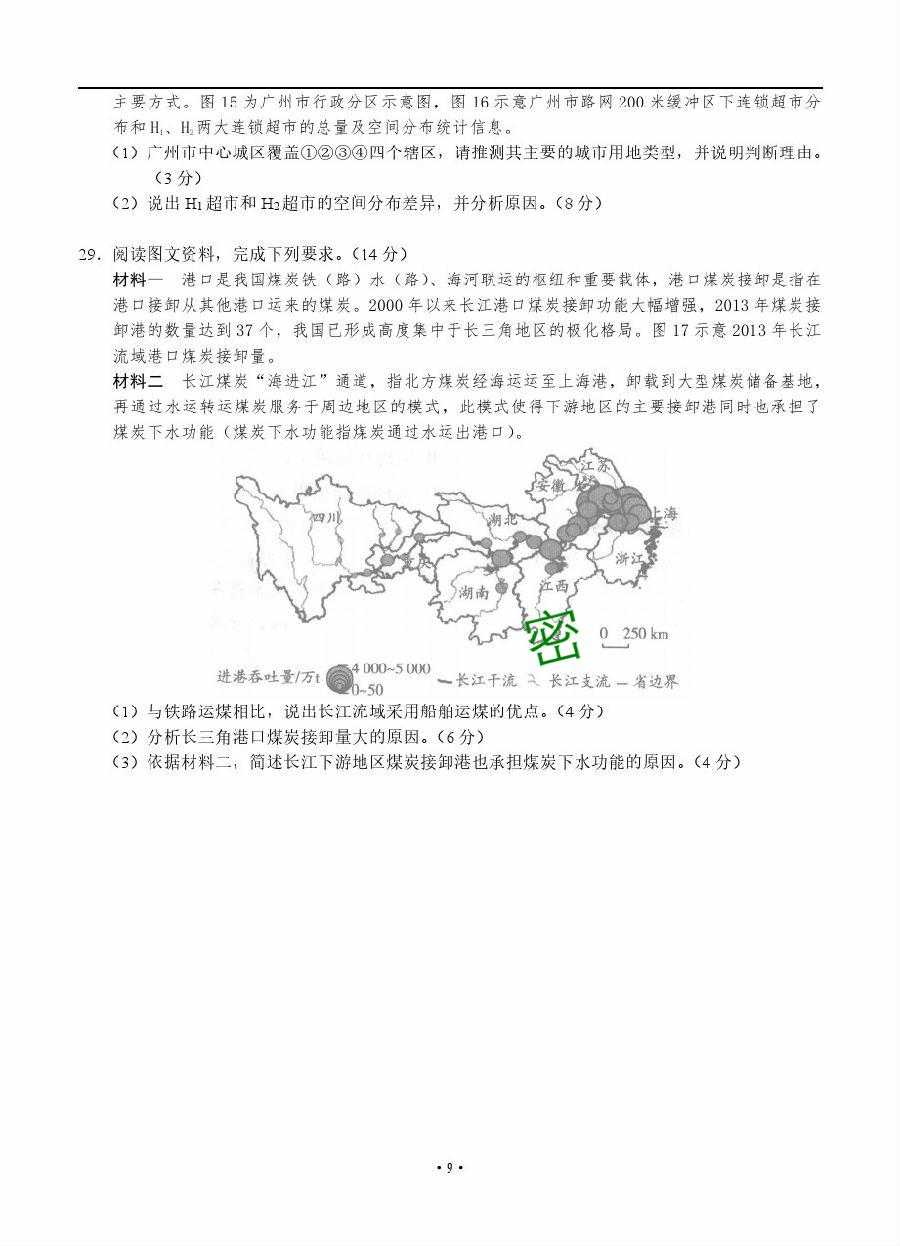 主要方式。图 15 为广州市行政分区示意图，图 16 示意广州市路网 200 米缓冲区下连锁超市分
布和 H₁、H₂ 两大连锁超市的总量及空间分布统计信息。
（1）广州市中心城区覆盖①②③④四个辖区，请推测其主要的城市用地类型，并说明判断理由。
（3 分）
（2）说出 H₁ 超市和 H₂超市的空间分布差异，并分析原因。（8 分）
29．阅读图文资料，完成下列要求。（14 分）
材料一　港口是我国煤炭铁（路）水（路）、海河联运的枢纽和重要载体，港口煤炭接卸是指在
港口接卸从其他港口运来的煤炭。2000 年以来长江港口煤炭接卸功能大幅增强，2013 年煤炭接
卸港的数量达到 37 个，我国已形成高度集中于长三角地区的极化格局。图 17 示意 2013 年长江
流域港口煤炭接卸量。
材料二　长江煤炭“海进江”通道，指北方煤炭经海运运至上海港，卸载到大型煤炭储备基地，
再通过水运转运煤炭服务于周边地区的模式，此模式使得下游地区的主要接卸港同时也承担了
煤炭下水功能（煤炭下水功能指煤炭通过水运出港口）。
江苏
安徽
四川
湖北
上海
重庆
浙江
湖南
江西
密
0 250 km
进港吞吐量/万t
4 000~5 000
0~50
长江干流 长江支流 省边界
（1）与铁路运煤相比，说出长江流域采用船舶运煤的优点。（4 分）
（2）分析长三角港口煤炭接卸量大的原因。（6 分）
（3）依据材料二，简述长江下游地区煤炭接卸港也承担煤炭下水功能的原因。（4 分）
·9·